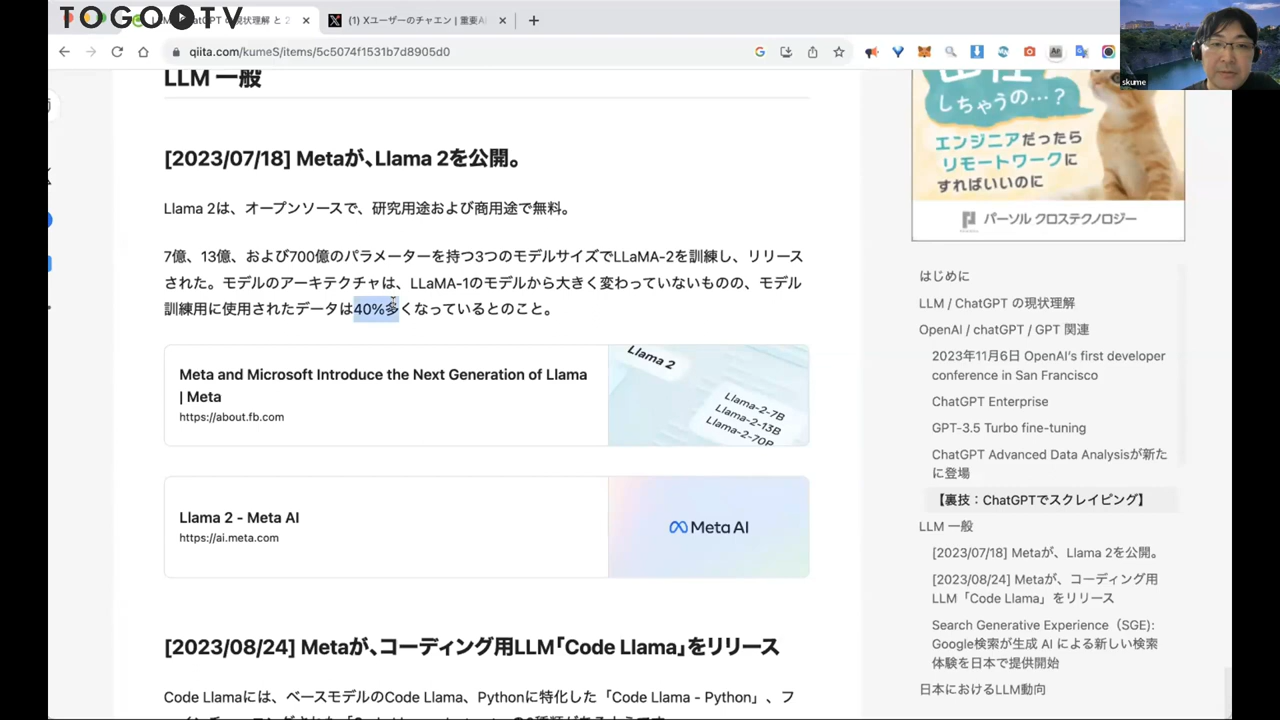 TOGOTV
ChatGPT の現状理解 と 2
(1) Xユーザーのチャエン | 重要AI
qiita.com/kumeS/items/5c5074f1531b7d8905d0
skume
LLM 一般
[2023/07/18] Metaが、Llama 2を公開。
Llama 2は、オープンソースで、研究用途および商用途で無料。
7億、13億、および700億のパラメーターを持つ3つのモデルサイズでLLaMA-2を訓練し、リリース
された。モデルのアーキテクチャは、LLaMA-1のモデルから大きく変わっていないものの、モデル
訓練用に使用されたデータは40%多くなっているとのこと。
Meta and Microsoft Introduce the Next Generation of Llama
| Meta
https://about.fb.com
Llama 2
Llama-2-7B
Llama-2-13B
Llama-2-70B
Llama 2 - Meta AI
https://ai.meta.com
Meta AI
[2023/08/24] Metaが、コーディング用LLM「Code Llama」をリリース
Code Llamaには、ベースモデルのCode Llama、Pythonに特化した「Code Llama - Python」、フ
しちゃうの…?
エンジニアだったら
リモートワークに
すればいいのに
パーソル クロステクノロジー
はじめに
LLM / ChatGPT の現状理解
OpenAI / chatGPT / GPT 関連
2023年11月6日 OpenAI's first developer
conference in San Francisco
ChatGPT Enterprise
GPT-3.5 Turbo fine-tuning
ChatGPT Advanced Data Analysisが新た
に登場
【裏技：ChatGPTでスクレイピング】
LLM 一般
[2023/07/18] Metaが、Llama 2を公開。
[2023/08/24] Metaが、コーディング用
LLM「Code Llama」をリリース
Search Generative Experience（SGE):
Google検索が生成 AI による新しい検索
体験を日本で提供開始
日本におけるLLM動向